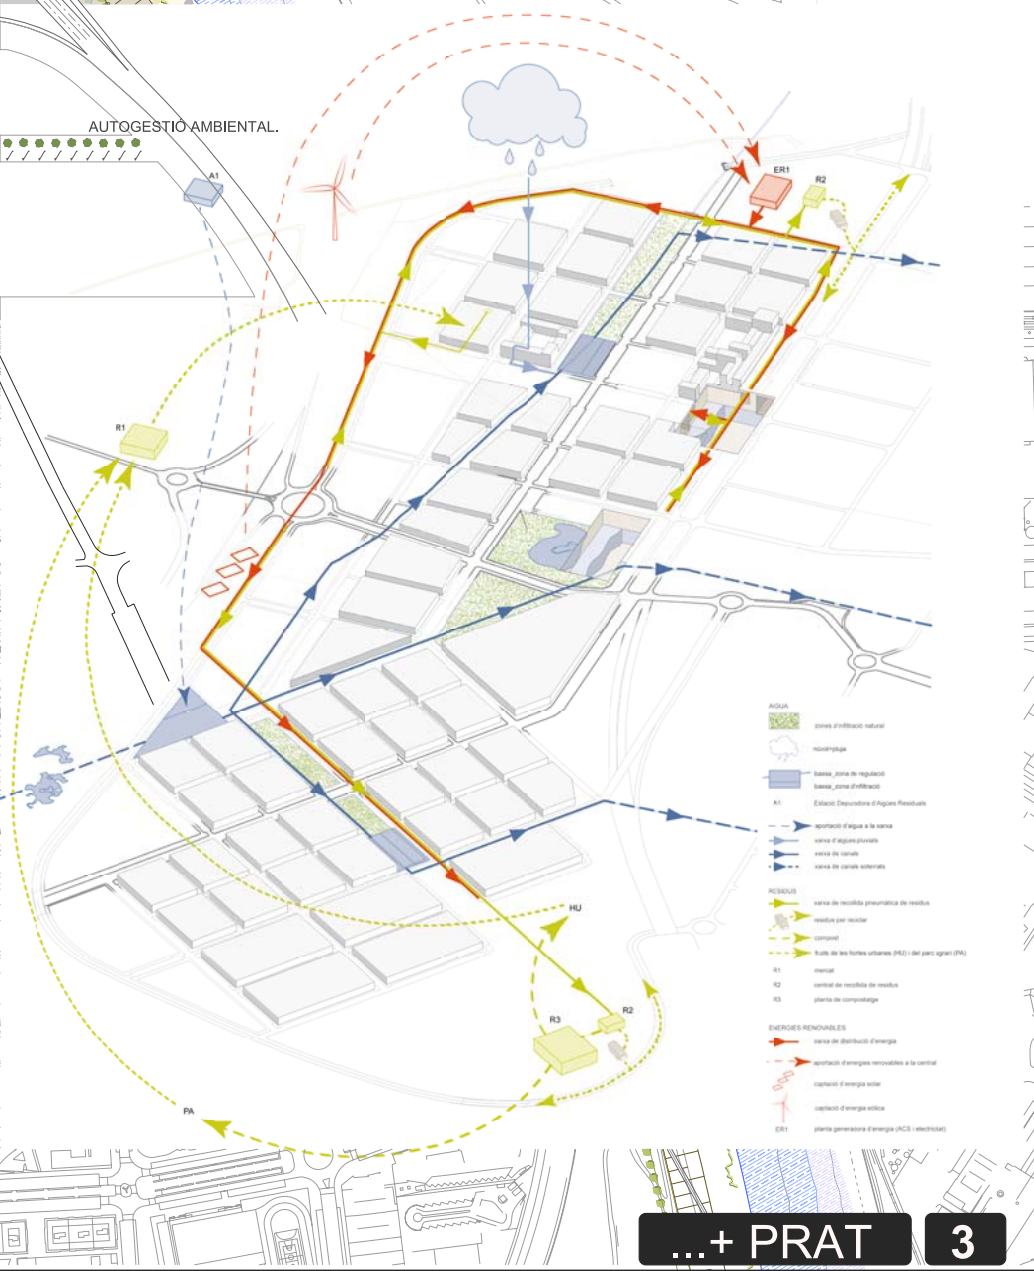 AUTOGESTIÓ AMBIENTAL.
A1
ER1
R2
R1
HU
R3
R2
PA
AIGUA
zones d'infiltració natural
núvol+pluja
bassa_zona de regulació
bassa_zona d'infiltració
A1 Estació Depuradora d'Aigües Residuals
aportació d'aigua a la xarxa
xarxa d'aigües pluvials
xarxa de canals
xarxa de canals soterrats
RESIDUS
xarxa de recollida pneumàtica de residus
residus per reciclar
compost
fruits de les hortes urbanes (HU) i del parc agrari (PA)
R1 mercat
R2 central de recollida de residus
R3 planta de compostatge
ENERGIES RENOVABLES
xarxa de distribució d'energia
aportació d'energies renovables a la central
captació d'energia solar
captació d'energia eòlica
ER1 planta generadora d'energia (ACS i electricitat)
...+ PRAT 3